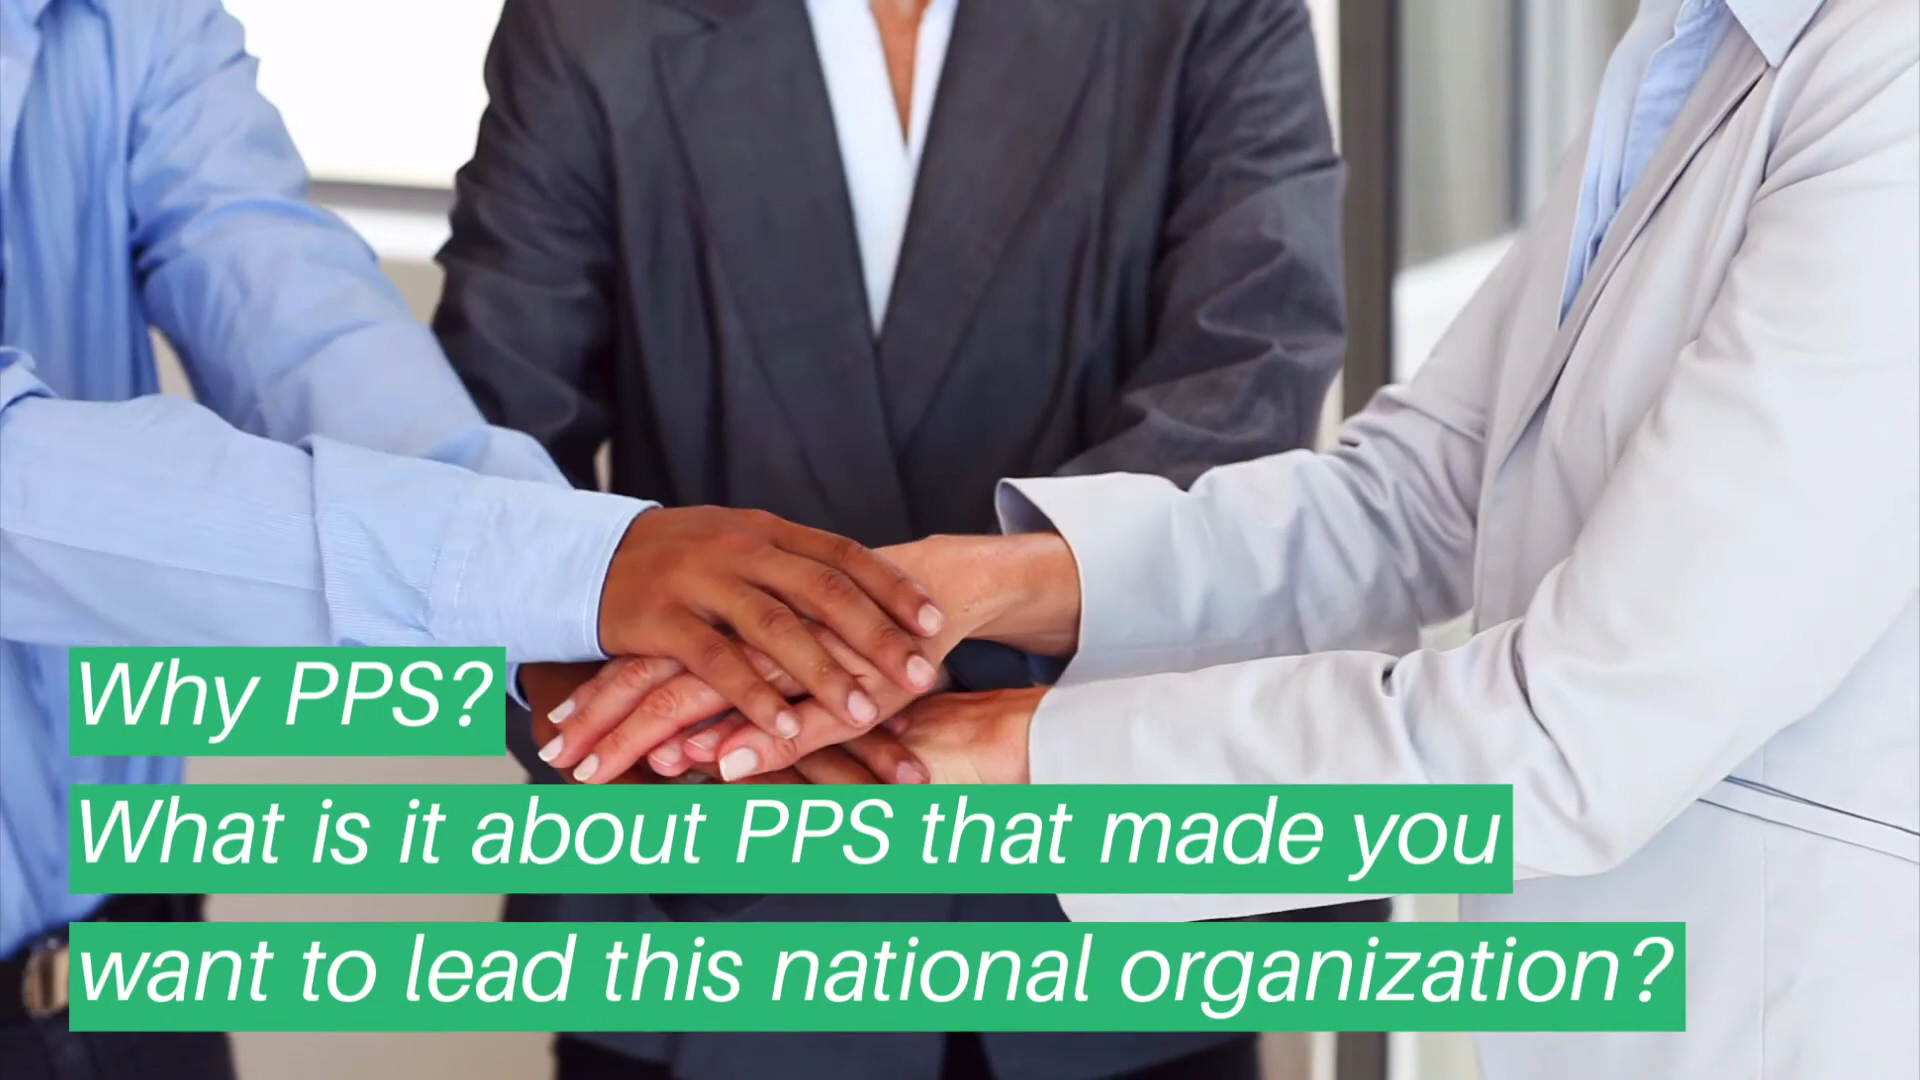 Why PPS?
What is it about PPS that made you
want to lead this national organization?